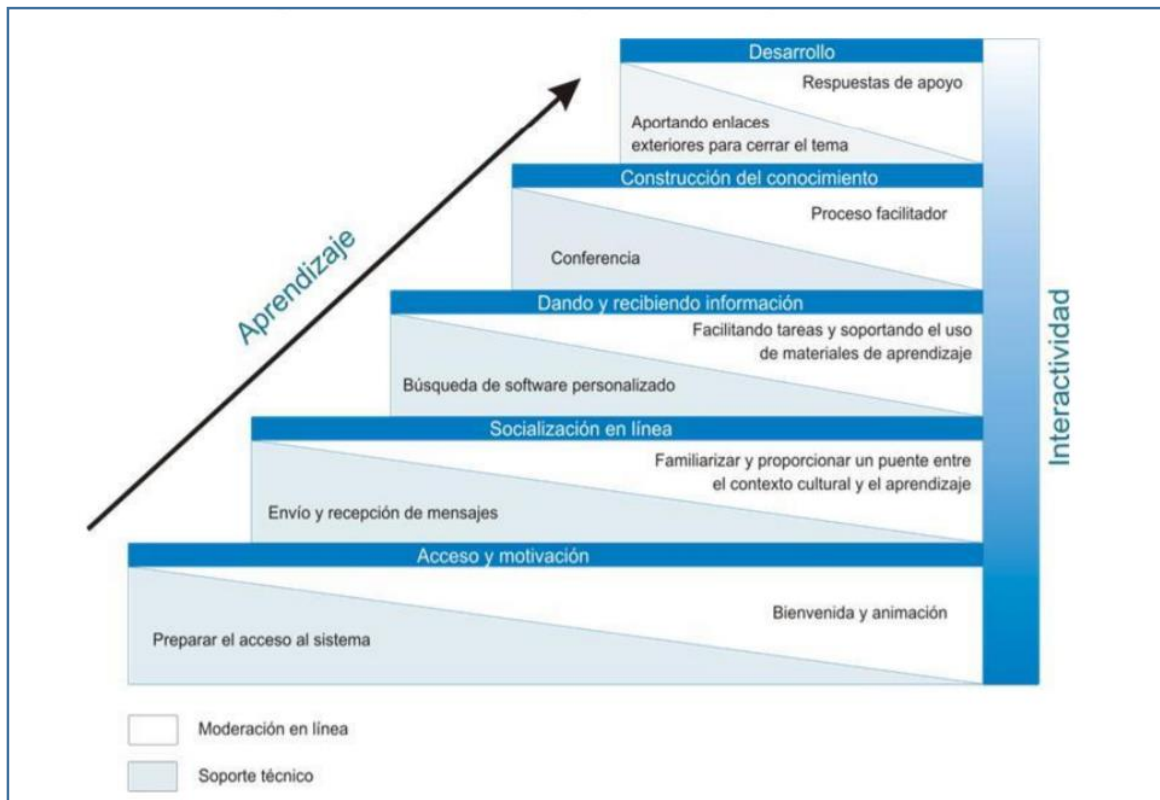 Desarrollo
Respuestas de apoyo
Aportando enlaces
exteriores para cerrar el tema
Construcción del conocimiento
Proceso facilitador
Conferencia
Dando y recibiendo información
Facilitando tareas y soportando el uso
de materiales de aprendizaje
Búsqueda de software personalizado
Socialización en línea
Familiarizar y proporcionar un puente entre
el contexto cultural y el aprendizaje
Envío y recepción de mensajes
Acceso y motivación
Bienvenida y animación
Preparar el acceso al sistema
Aprendizaje
Interactividad
Moderación en línea
Soporte técnico